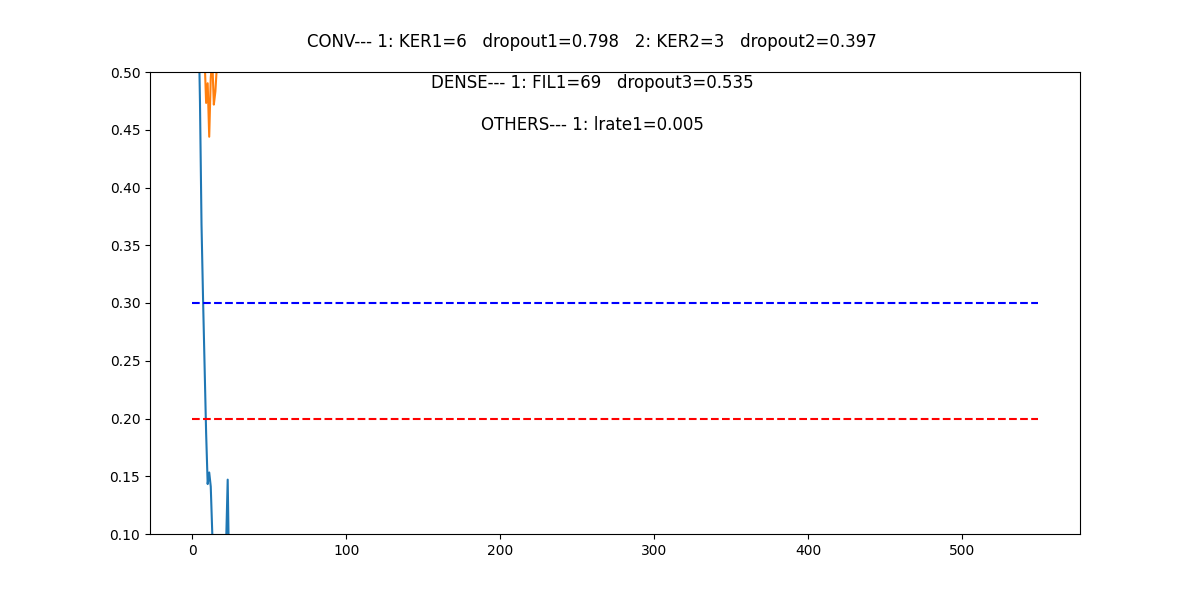 CONV--- 1: KER1=6   dropout1=0.798   2: KER2=3   dropout2=0.397
DENSE--- 1: FIL1=69   dropout3=0.535
OTHERS--- 1: lrate1=0.005
0.50
0.45
0.40
0.35
0.30
0.25
0.20
0.15
0.10
0 100 200 300 400 500